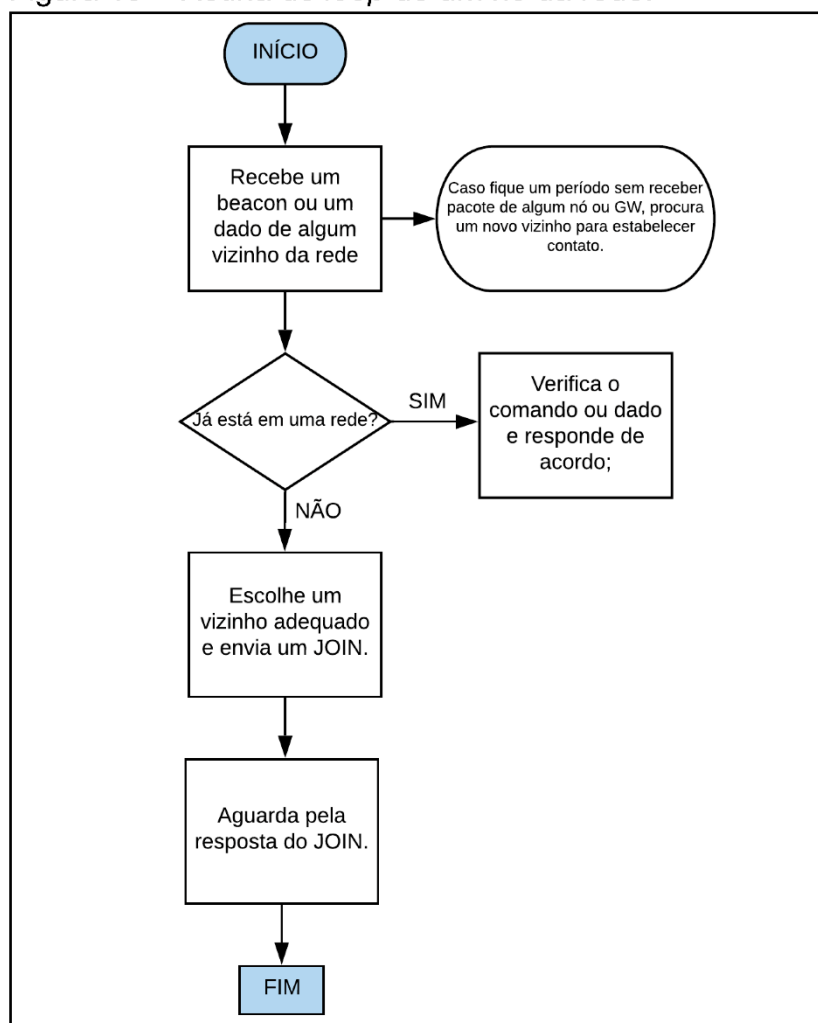 INÍCIO
Recebe um
beacon ou um
dado de algum
vizinho da rede
Caso fique um período sem receber
pacote de algum nó ou GW, procura
um novo vizinho para estabelecer
contato.
Já está em uma rede?
SIM
Verifica o
comando ou dado
e responde de
acordo;
NÃO
Escolhe um
vizinho adequado
e envia um JOIN.
Aguarda pela
resposta do JOIN.
FIM